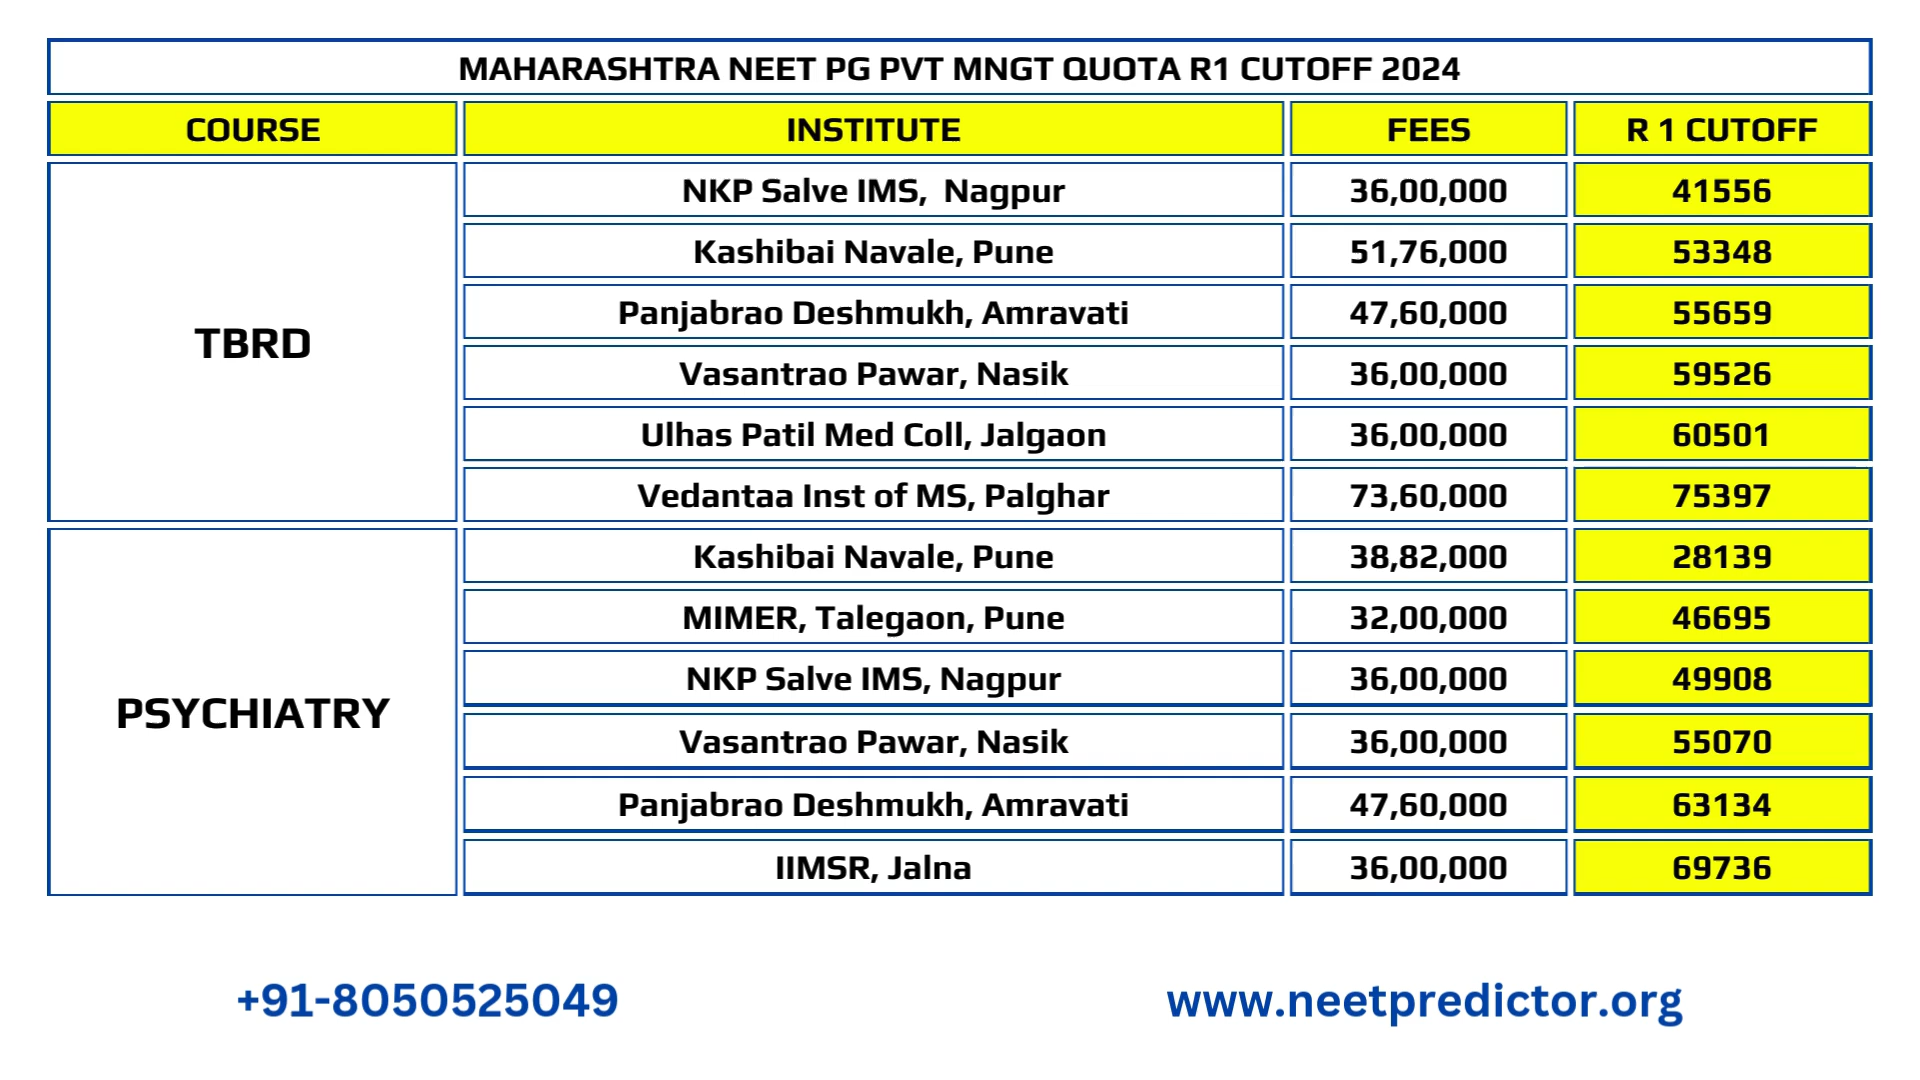 MAHARASHTRA NEET PG PVT MNGT QUOTA R1 CUTOFF 2024
COURSE INSTITUTE FEES R 1 CUTOFF
TBRD
NKP Salve IMS, Nagpur 36,00,000 41556
Kashibai Navale, Pune 51,76,000 53348
Panjabrao Deshmukh, Amravati 47,60,000 55659
Vasantrao Pawar, Nasik 36,00,000 59526
Ulhas Patil Med Coll, Jalgaon 36,00,000 60501
Vedantaa Inst of MS, Palghar 73,60,000 75397
PSYCHIATRY
Kashibai Navale, Pune 38,82,000 28139
MIMER, Talegaon, Pune 32,00,000 46695
NKP Salve IMS, Nagpur 36,00,000 49908
Vasantrao Pawar, Nasik 36,00,000 55070
Panjabrao Deshmukh, Amravati 47,60,000 63134
IIMSR, Jalna 36,00,000 69736
+91-8050525049 www.neetpredictor.org